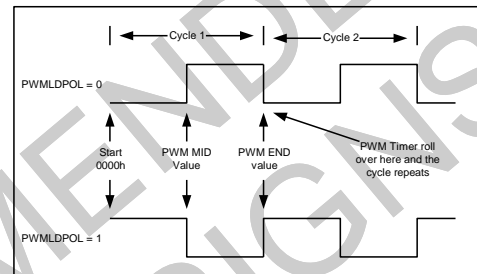 Cycle 1
Cycle 2
PWMLDPOL = 0
Start
0000h
PWM MID
Value
PWM END
value
PWM Timer roll
over here and the
cycle repeats
PWMLDPOL = 1